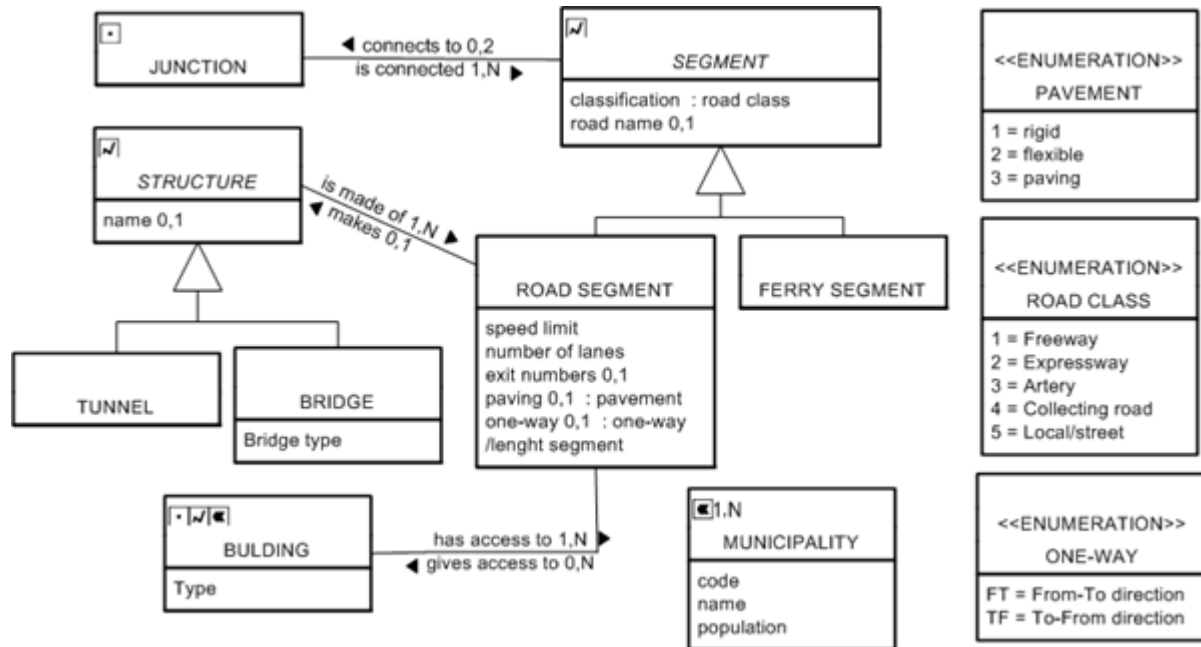 JUNCTION
◄ connects to 0,2
is connected 1,N ►
SEGMENT
classification : road class
road name 0,1
STRUCTURE
name 0,1
is made of 1,N ►
◄ makes 0,1
TUNNEL
BRIDGE
Bridge type
ROAD SEGMENT
speed limit
number of lanes
exit numbers 0,1
paving 0,1 : pavement
one-way 0,1 : one-way
/lenght segment
FERRY SEGMENT
BULDING
Type
has access to 1,N ►
◄ gives access to 0,N
1,N
MUNICIPALITY
code
name
population
<<ENUMERATION>>
PAVEMENT
1 = rigid
2 = flexible
3 = paving
<<ENUMERATION>>
ROAD CLASS
1 = Freeway
2 = Expressway
3 = Artery
4 = Collecting road
5 = Local/street
<<ENUMERATION>>
ONE-WAY
FT = From-To direction
TF = To-From direction